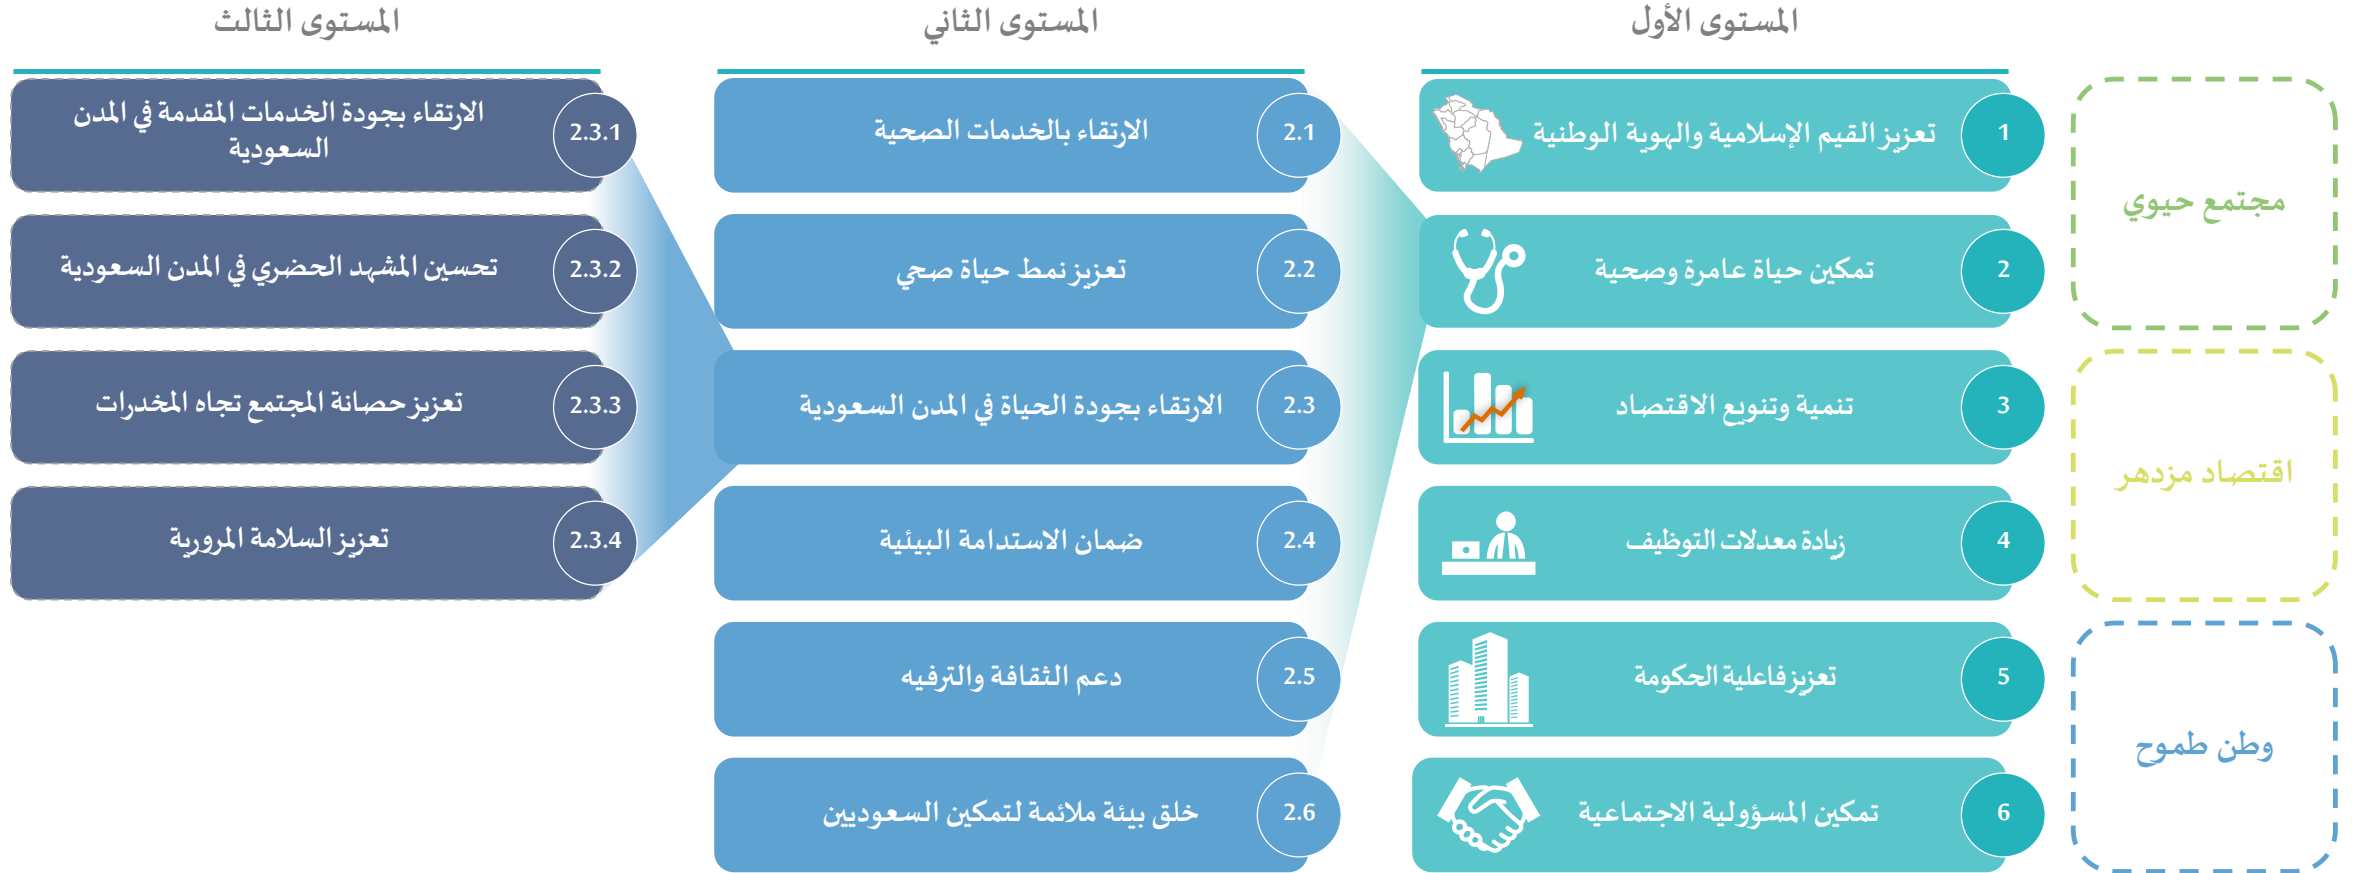 المستوى الأول
المستوى الثاني
المستوى الثالث
مجتمع حيوي
اقتصاد مزدهر
وطن طموح
1
تعزيز القيم الإسلامية والهوية الوطنية
2
تمكين حياة عامرة وصحية
3
تنمية وتنويع الاقتصاد
4
زيادة معدلات التوظيف
5
تعزيز فاعلية الحكومة
6
تمكين المسؤولية الاجتماعية
2.1
الارتقاء بالخدمات الصحية
2.2
تعزيز نمط حياة صحي
2.3
الارتقاء بجودة الحياة في المدن السعودية
2.4
ضمان الاستدامة البيئية
2.5
دعم الثقافة والترفيه
2.6
خلق بيئة ملائمة لتمكين السعوديين
2.3.1
الارتقاء بجودة الخدمات المقدمة في المدن
السعودية
2.3.2
تحسين المشهد الحضري في المدن السعودية
2.3.3
تعزيز حصانة المجتمع تجاه المخدرات
2.3.4
تعزيز السلامة المرورية